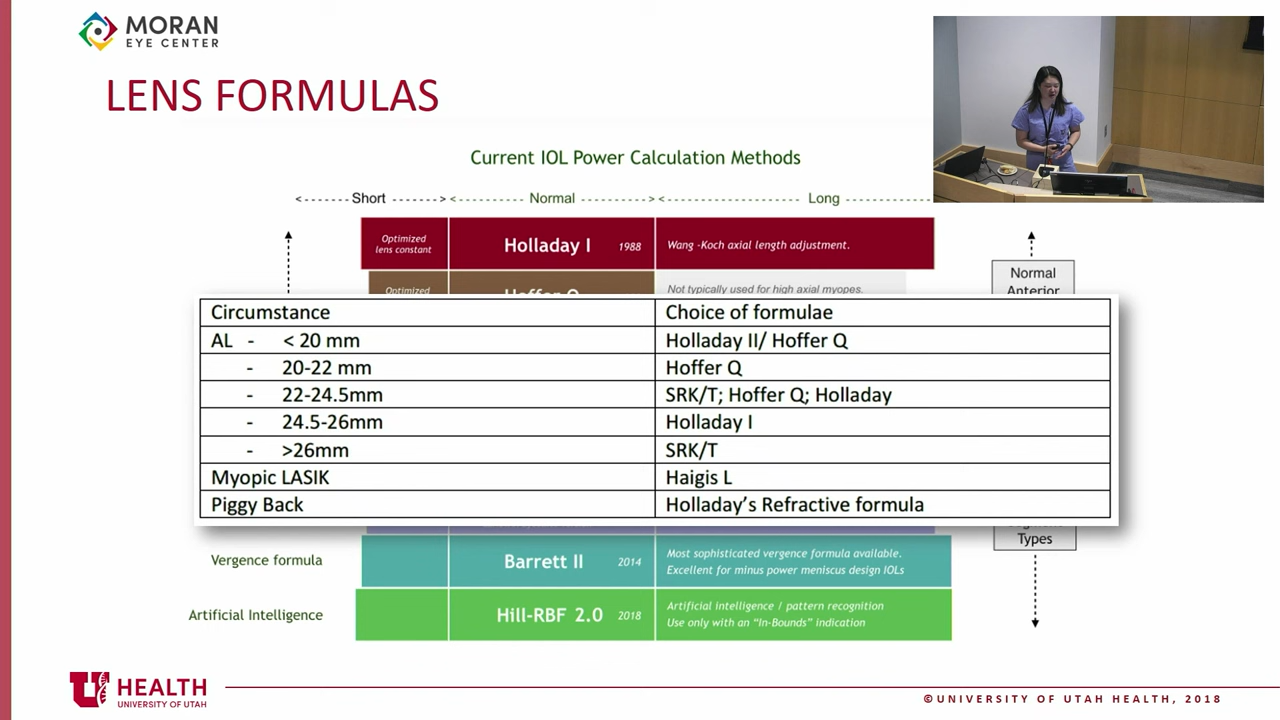 MORAN
EYE CENTER
LENS FORMULAS
Current IOL Power Calculation Methods
Short
Normal
Long
Optimized
lens constant
Holladay I 1988
Wang -Koch axial length adjustment.
Normal
Anterior
Optimized
Hoffer Q
Not typically used for high axial myopes.
Circumstance Choice of formulae
AL - < 20 mm Holladay II/ Hoffer Q
- 20-22 mm Hoffer Q
- 22-24.5mm SRK/T; Hoffer Q; Holladay
- 24.5-26mm Holladay I
- >26mm SRK/T
Myopic LASIK Haigis L
Piggy Back Holladay’s Refractive formula
Types
Vergence formula
Barrett II 2014
Most sophisticated vergence formula available.
Excellent for minus power meniscus design IOLs
Artificial Intelligence
Hill-RBF 2.0 2018
Artificial intelligence / pattern recognition
Use only with an “In-Bounds” indication
U HEALTH
UNIVERSITY OF UTAH
©UNIVERSITY OF UTAH HEALTH, 2018